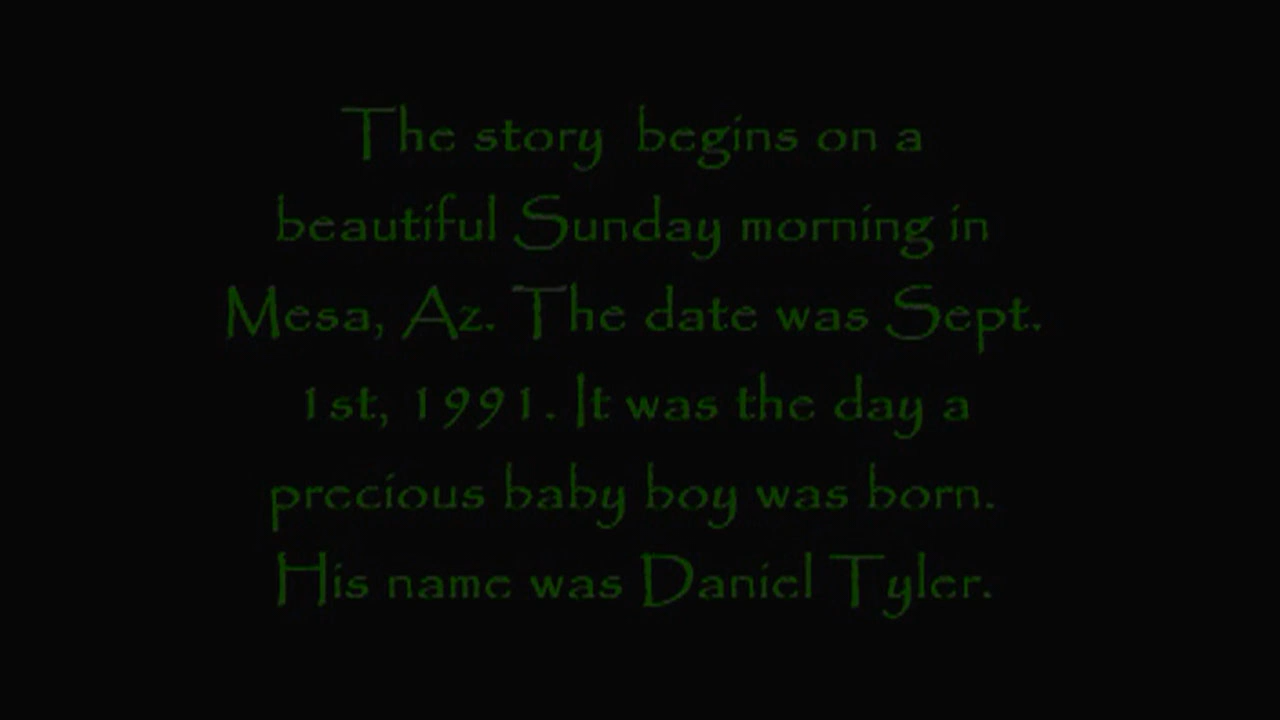 The story begins on a
beautiful Sunday morning in
Mesa, Az. The date was Sept.
1st, 1991. It was the day a
precious baby boy was born.
His name was Daniel Tyler.